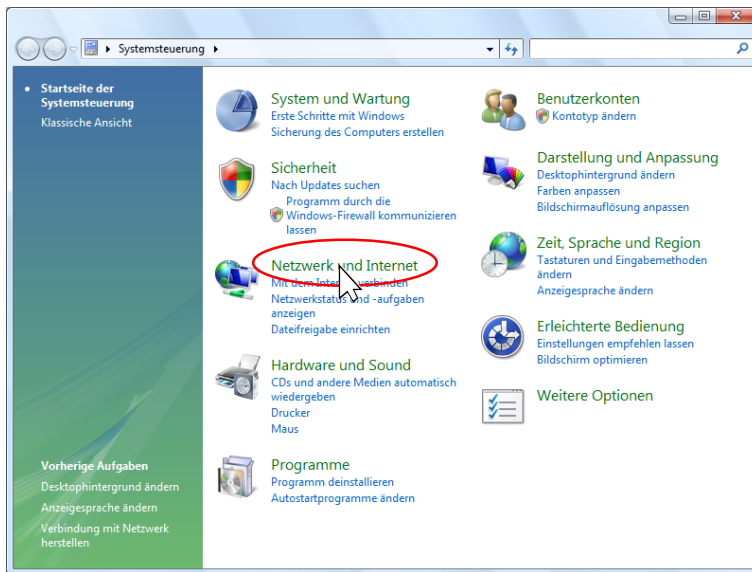 Systemsteuerung
Startseite der
Systemsteuerung
Klassische Ansicht
Vorherige Aufgaben
Desktophintergrund ändern
Anzeigesprache ändern
Verbindung mit Netzwerk
herstellen
System und Wartung
Erste Schritte mit Windows
Sicherung des Computers erstellen
Sicherheit
Nach Updates suchen
Programm durch die
Windows-Firewall kommunizieren
lassen
Netzwerk und Internet
Mit dem Internet verbinden
Netzwerkstatus und -aufgaben
anzeigen
Dateifreigabe einrichten
Hardware und Sound
CDs und andere Medien automatisch
wiedergeben
Drucker
Maus
Programme
Programm deinstallieren
Autostartprogramme ändern
Benutzerkonten
Kontotyp ändern
Darstellung und Anpassung
Desktophintergrund ändern
Farben anpassen
Bildschirmauflösung anpassen
Zeit, Sprache und Region
Tastaturen und Eingabemethoden
ändern
Anzeigesprache ändern
Erleichterte Bedienung
Einstellungen empfehlen lassen
Bildschirm optimieren
Weitere Optionen